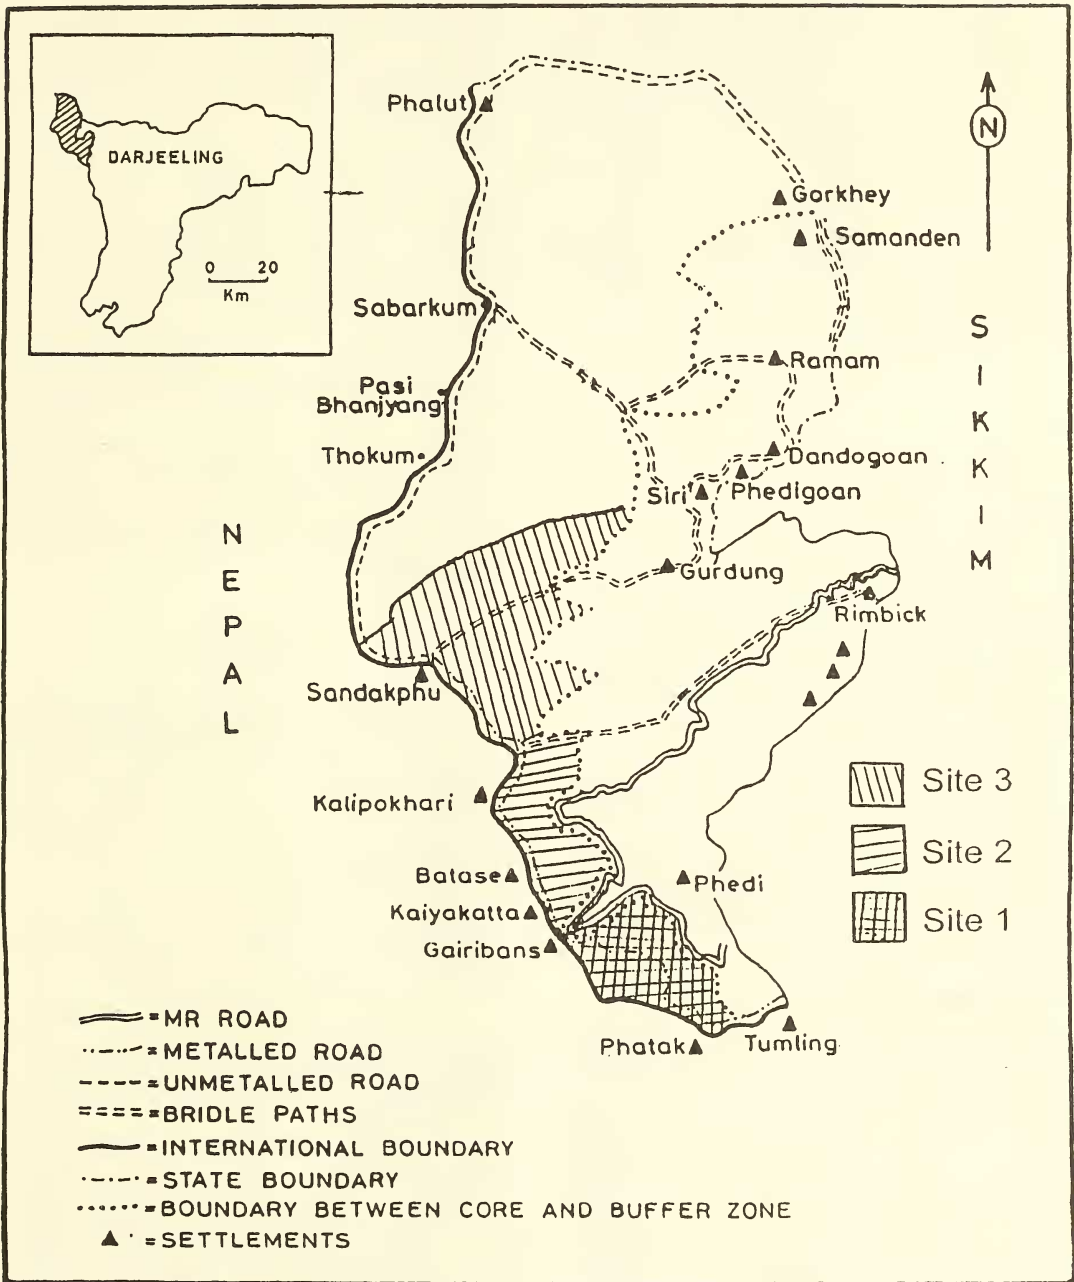 DARJEELING
0 20
Km
Phalut
N
Gorkhey
Samanden
Sabarkum
SIKKIM
Ramam
Pasi
Bhanjyang
Thokum
Dandogoan
Siri
Phedigoan
NEPAL
Gurdung
Rimbick
Sandakphu
Site 3
Kalipokhari
Site 2
Batase
Phedi
Kaiyakatta
Site 1
Gairibans
Phatak
Tumling
= MR ROAD
= METALLED ROAD
= UNMETALLED ROAD
= BRIDLE PATHS
= INTERNATIONAL BOUNDARY
= STATE BOUNDARY
= BOUNDARY BETWEEN CORE AND BUFFER ZONE
= SETTLEMENTS